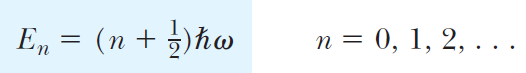 Eₙ = (n + ½)ℏω    n = 0, 1, 2, . . .